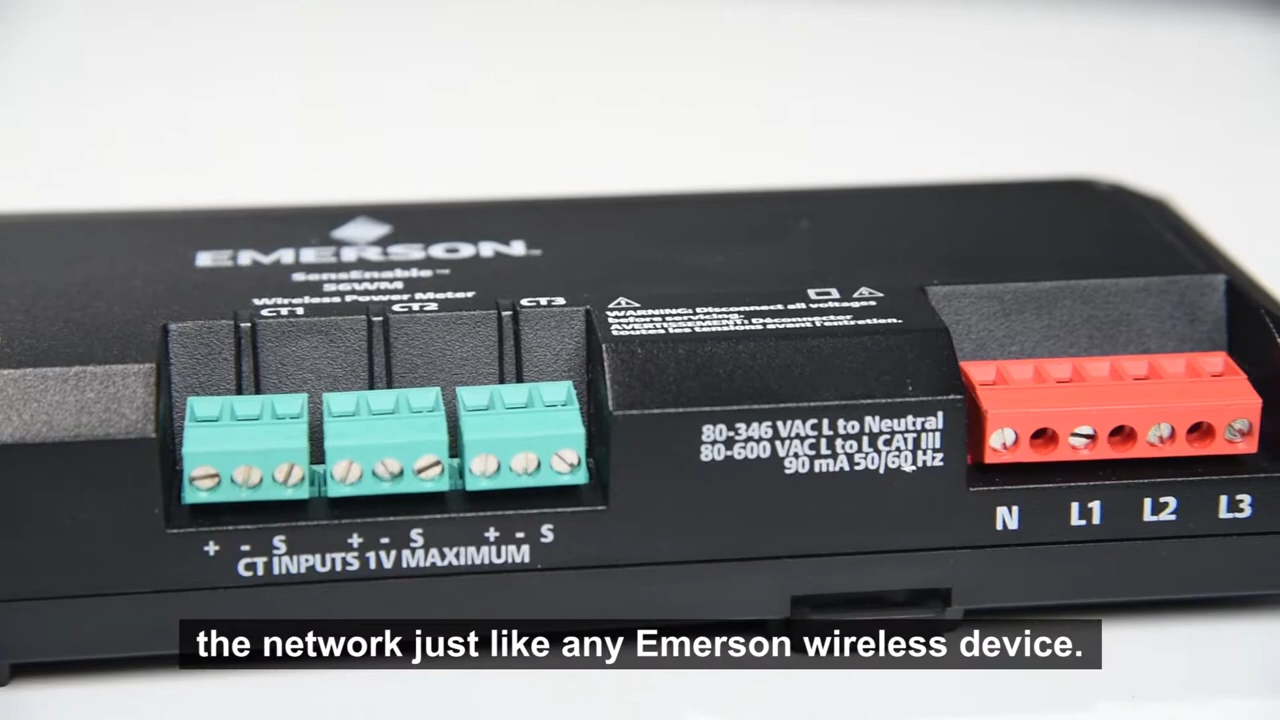 EMERSON™
SensEnable™
56WM
Wireless Power Meter
CT1 CT2 CT3
WARNING: Disconnect all voltages
before servicing.
AVERTISSEMENT: Déconnecter
toutes les tensions avant l'entretien.
80-346 VAC L to Neutral
80-600 VAC L to L CAT III
90 mA 50/60 Hz
N L1 L2 L3
+ - S + - S + - S
CT INPUTS 1V MAXIMUM
the network just like any Emerson wireless device.